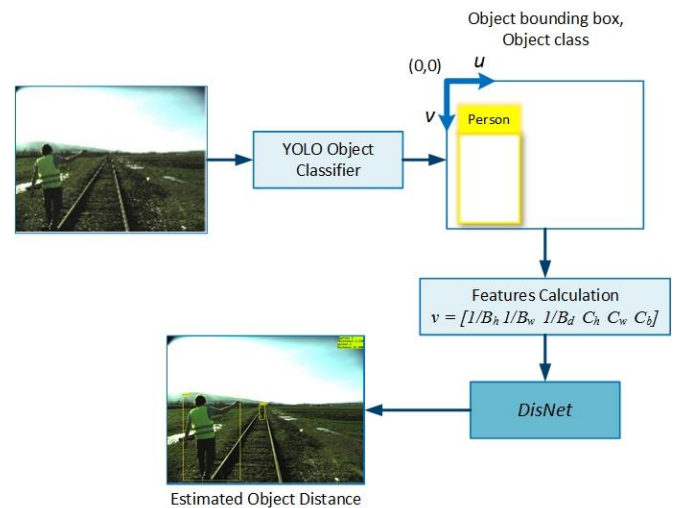 Object bounding box,
Object class
(0,0)
u
v
Person
YOLO Object
Classifier
Features Calculation
v = [1/Bh 1/Bw 1/Bd Ch Cw Cb]
DisNet
Estimated Object Distance